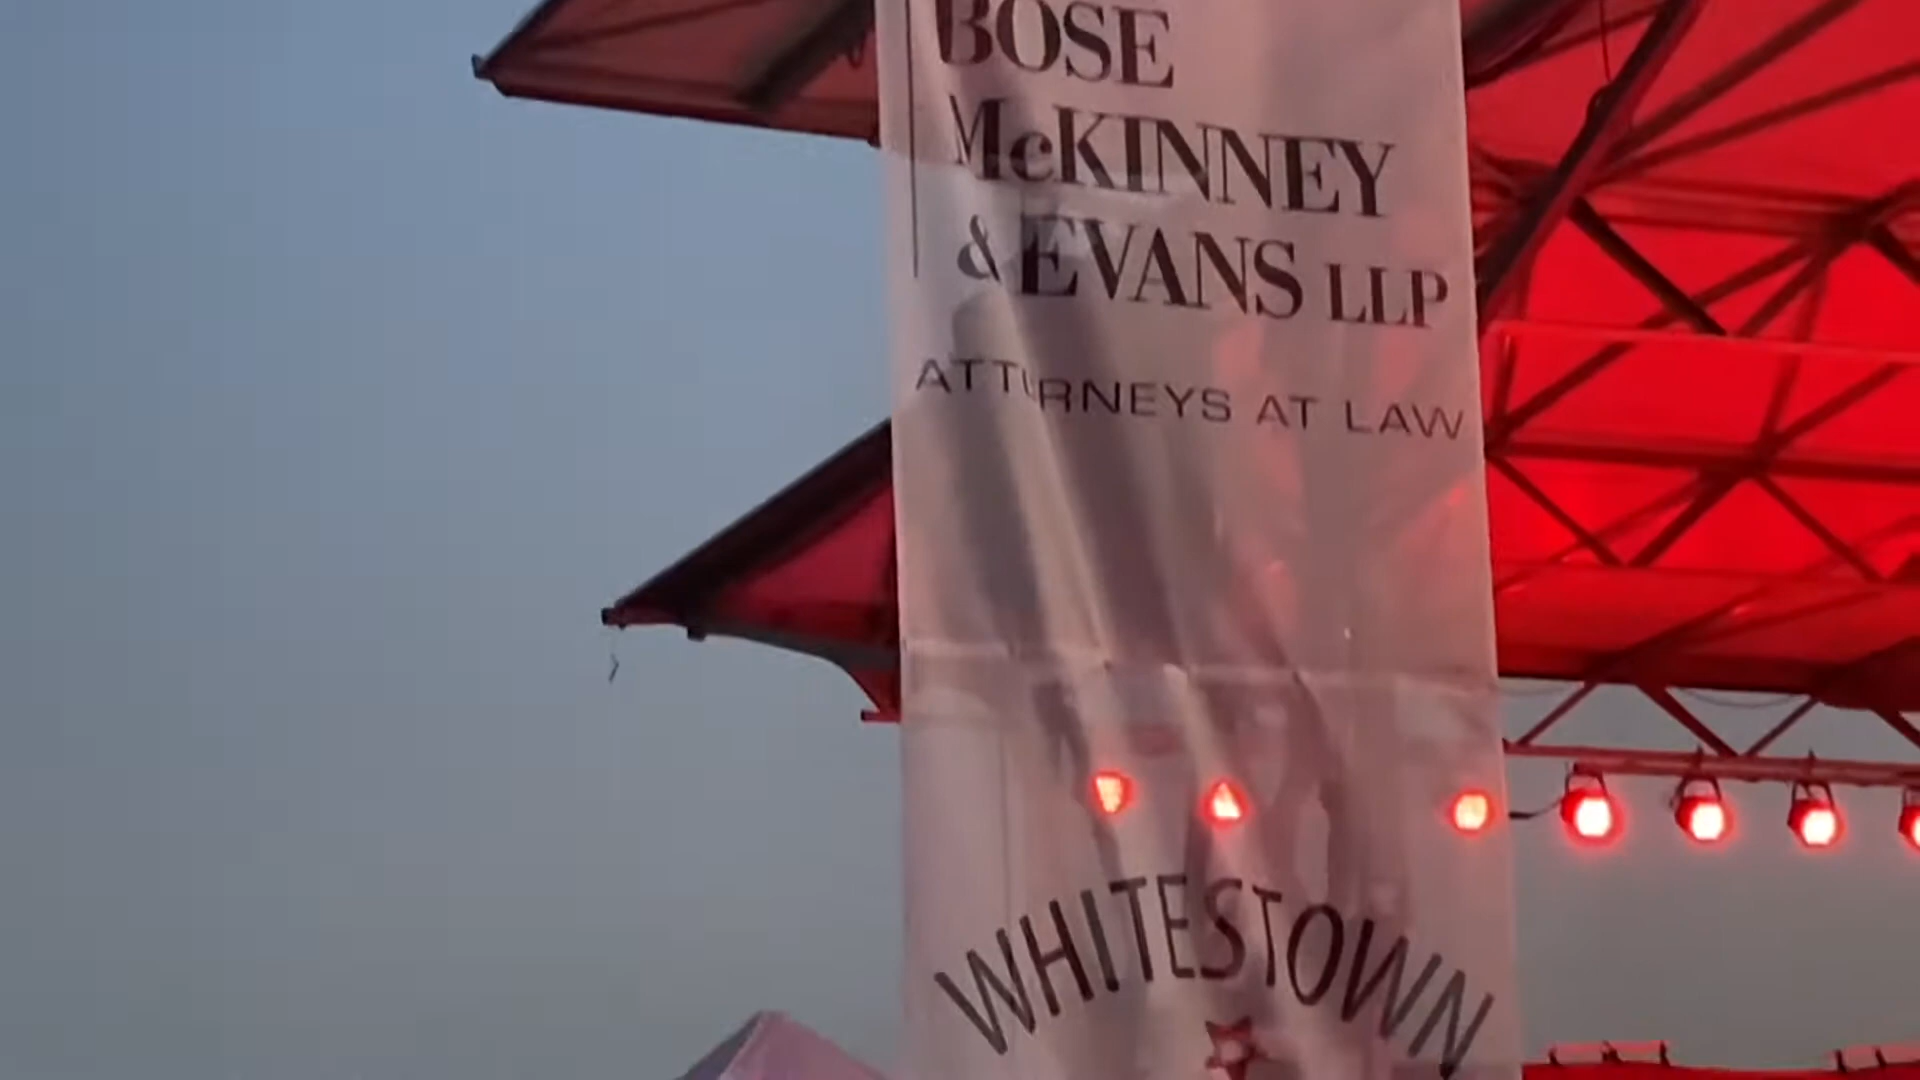 BOSE
McKINNEY
& EVANS LLP
ATTORNEYS AT LAW
WHITESTOWN